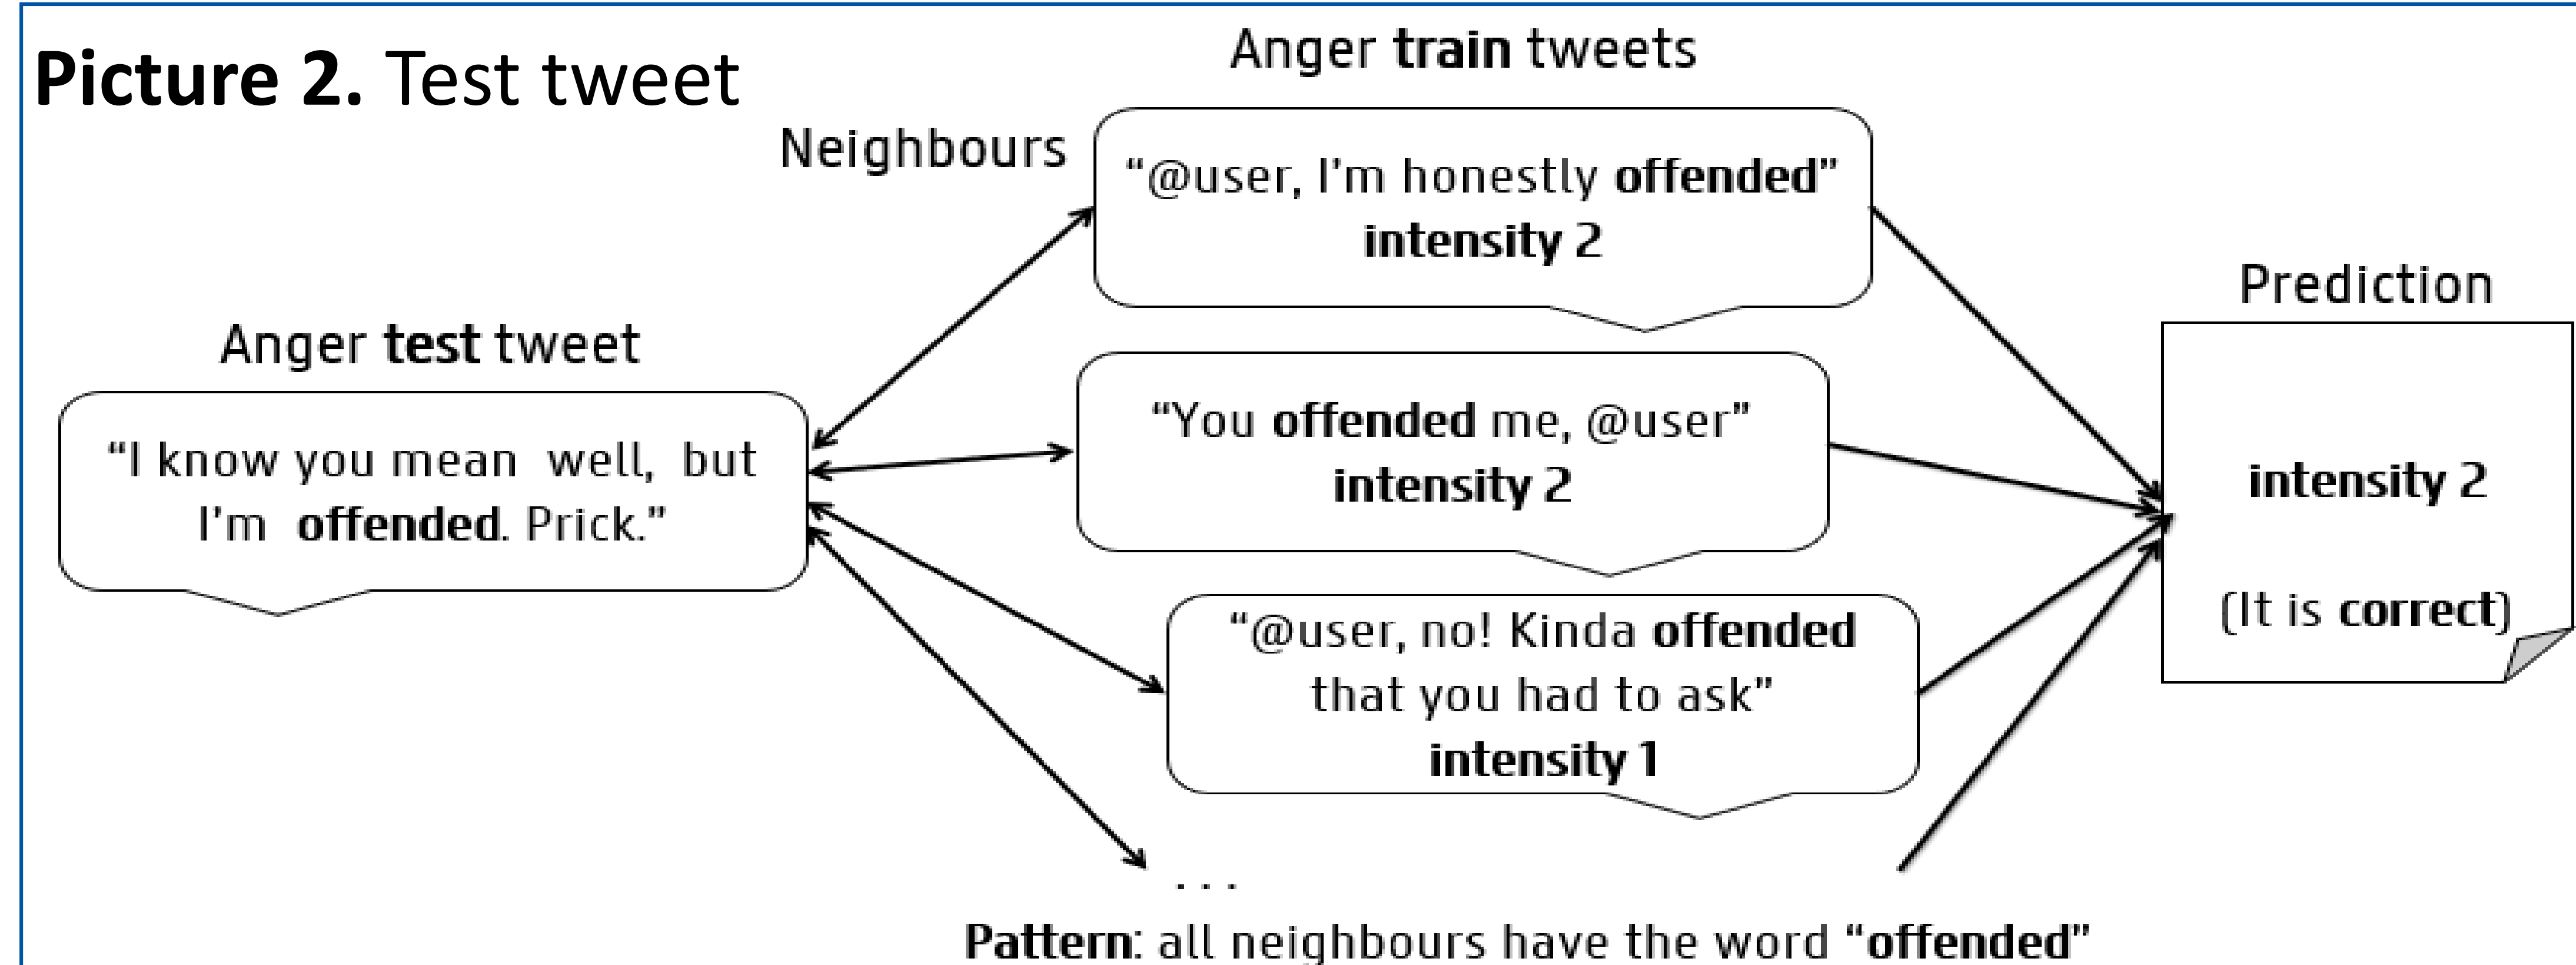 Picture 2. Test tweet
Anger train tweets
Neighbours
“@user, I'm honestly offended”
intensity 2
Anger test tweet
“I know you mean well, but
I'm offended. Prick.”
“You offended me, @user”
intensity 2
“@user, no! Kinda offended
that you had to ask”
intensity 1
...
Prediction
intensity 2
(It is correct)
Pattern: all neighbours have the word “offended”